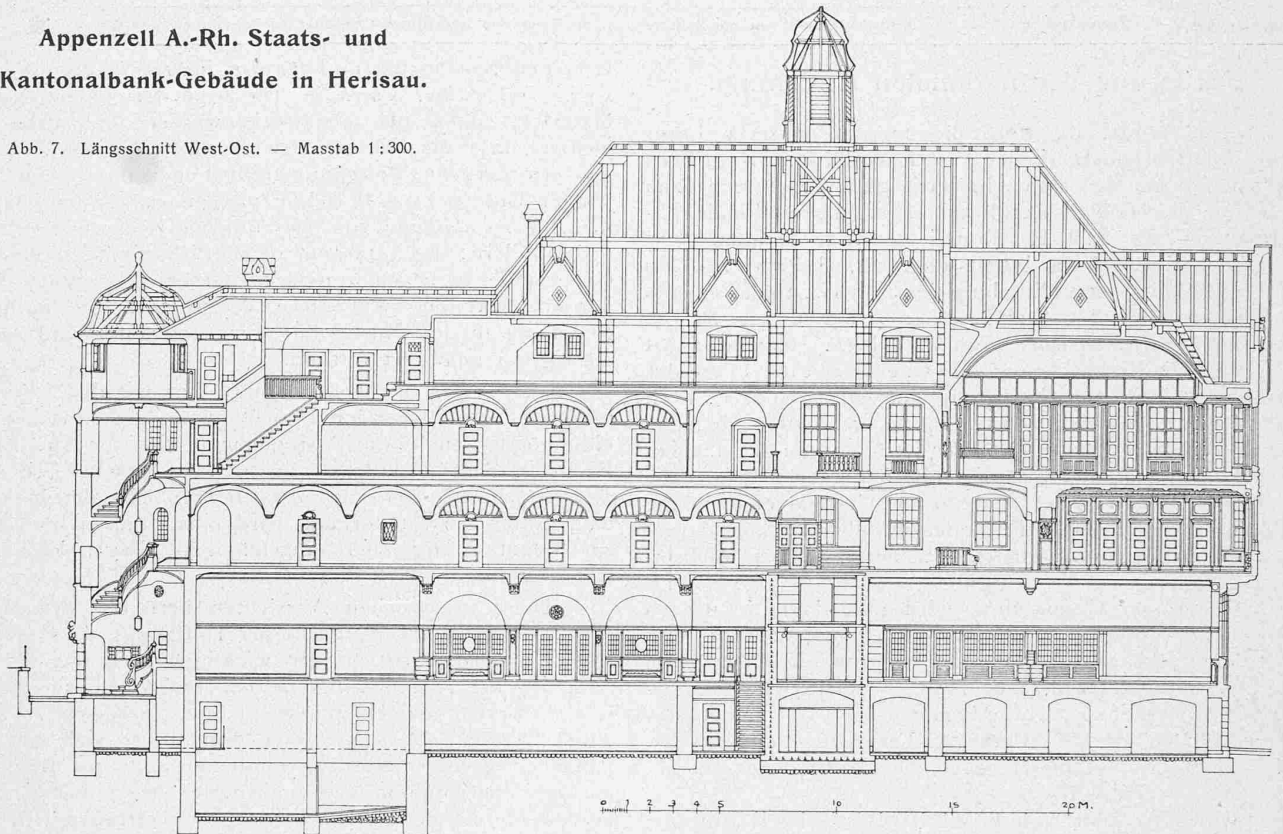 Appenzell A.-Rh. Staats- und
Kantonalbank-Gebäude in Herisau.
Abb. 7. Längsschnitt West-Ost. — Masstab 1 : 300.
0 1 2 3 4 5 10 15 20 M.